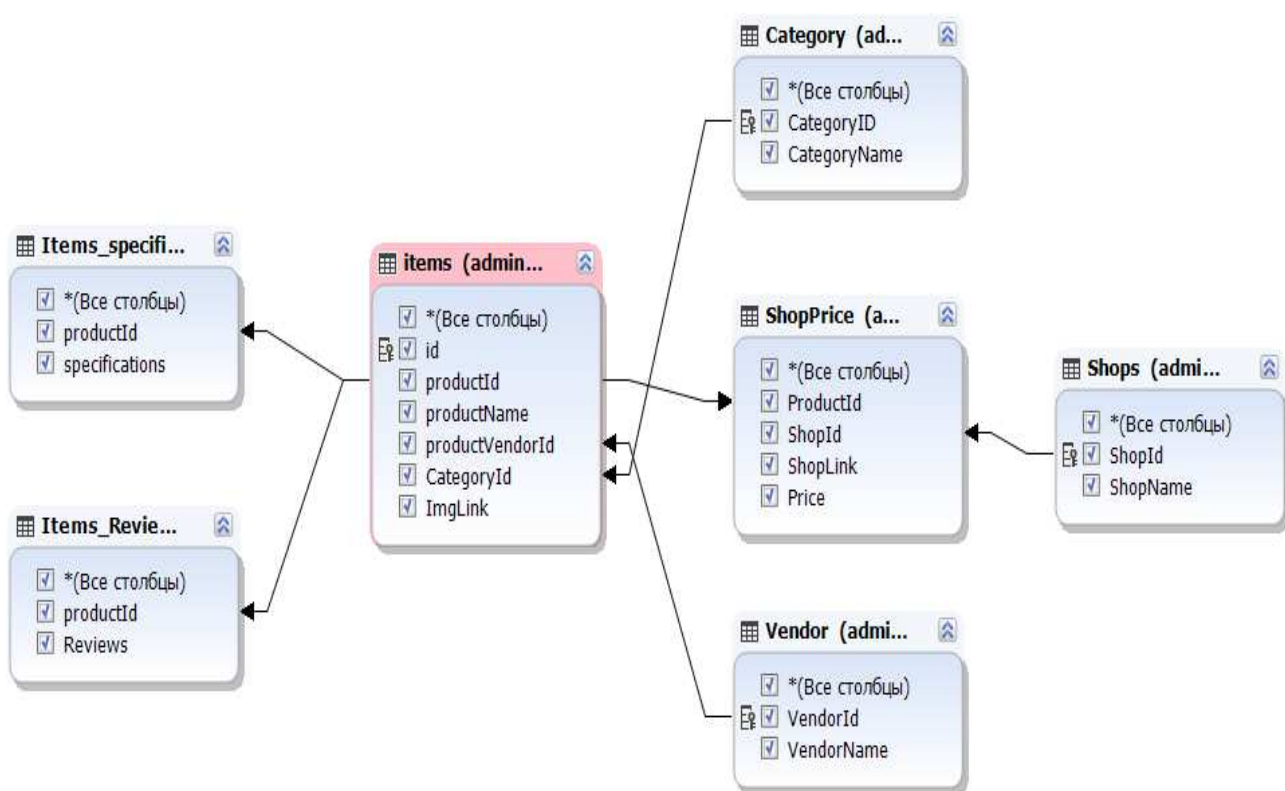 Category (ad...
*(Все столбцы)
CategoryID
CategoryName
Items_specifi...
*(Все столбцы)
productId
specifications
items (admin...
*(Все столбцы)
id
productId
productName
productVendorId
CategoryId
ImgLink
ShopPrice (a...
*(Все столбцы)
ProductId
ShopId
ShopLink
Price
Shops (admi...
*(Все столбцы)
ShopId
ShopName
Items_Revie...
*(Все столбцы)
productId
Reviews
Vendor (admi...
*(Все столбцы)
VendorId
VendorName